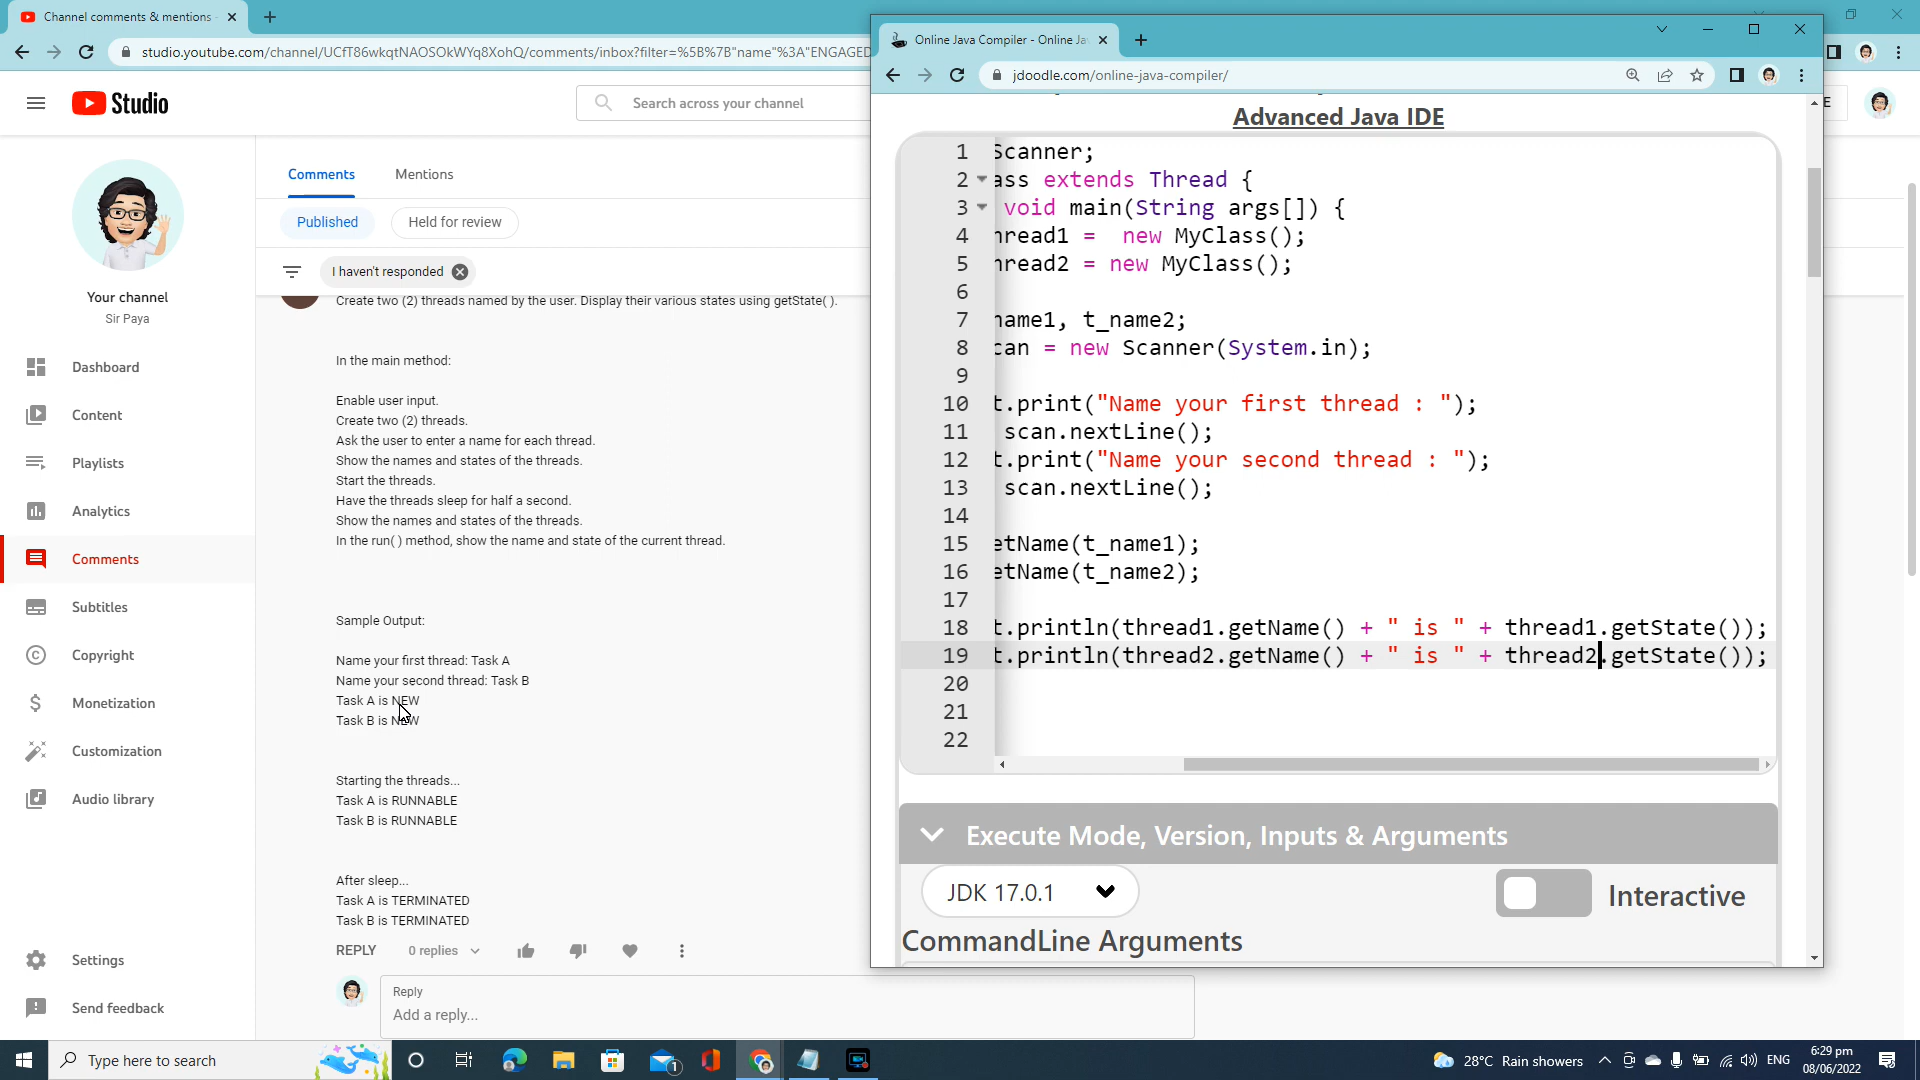 Channel comments & mentions -
studio.youtube.com/channel/UCfT86wkqtNAOSOkWYq8XohQ/comments/inbox?filter=%5B%7B"name"%3A"ENGAGED
Studio
Search across your channel
Your channel
Sir Paya
Dashboard
Content
Playlists
Analytics
Comments
Subtitles
Copyright
Monetization
Customization
Audio library
Settings
Send feedback
Comments
Mentions
Published
Held for review
I haven't responded
Create two (2) threads named by the user. Display their various states using getState( ).
In the main method:
Enable user input.
Create two (2) threads.
Ask the user to enter a name for each thread.
Show the names and states of the threads.
Start the threads.
Have the threads sleep for half a second.
Show the names and states of the threads.
In the run( ) method, show the name and state of the current thread.
Sample Output:
Name your first thread: Task A
Name your second thread: Task B
Task A is NEW
Task B is NEW
Starting the threads...
Task A is RUNNABLE
Task B is RUNNABLE
After sleep...
Task A is TERMINATED
Task B is TERMINATED
REPLY
0 replies
Reply
Add a reply...
Online Java Compiler - Online Ja
jdoodle.com/online-java-compiler/
E
Advanced Java IDE
1 Scanner;
2 ass extends Thread {
3 void main(String args[]) {
4 hread1 = new MyClass();
5 hread2 = new MyClass();
6
7 name1, t_name2;
8 can = new Scanner(System.in);
9
10 t.print("Name your first thread : ");
11 scan.nextLine();
12 t.print("Name your second thread : ");
13 scan.nextLine();
14
15 etName(t_name1);
16 etName(t_name2);
17
18 t.println(thread1.getName() + " is " + thread1.getState());
19 t.println(thread2.getName() + " is " + thread2.getState());
20
21
22
Execute Mode, Version, Inputs & Arguments
JDK 17.0.1
Interactive
CommandLine Arguments
Type here to search
1
28°C Rain showers
ENG
6:29 pm
08/06/2022